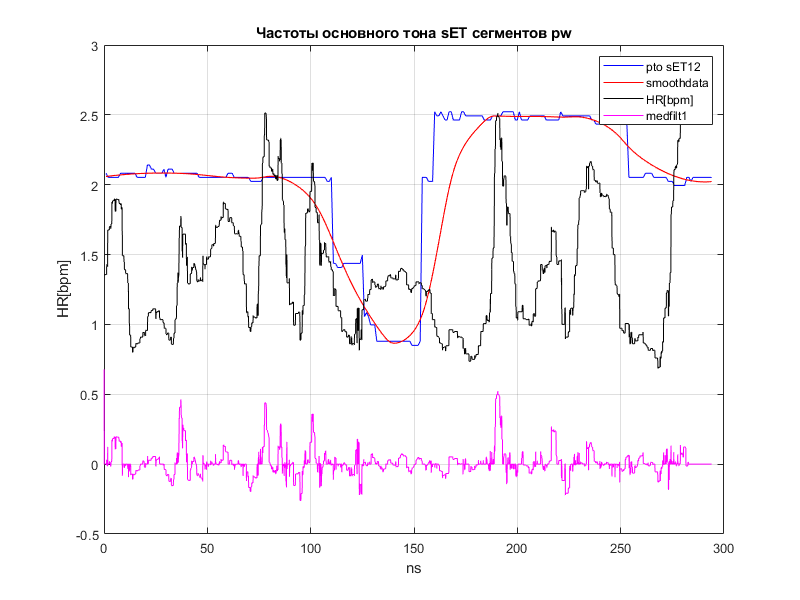 Частоты основного тона sET сегментов pw
pto sET12
smoothdata
HR[bpm]
medfilt1
3
2.5
2
1.5
1
0.5
0
-0.5
HR[bpm]
0
50
100
150
200
250
300
ns